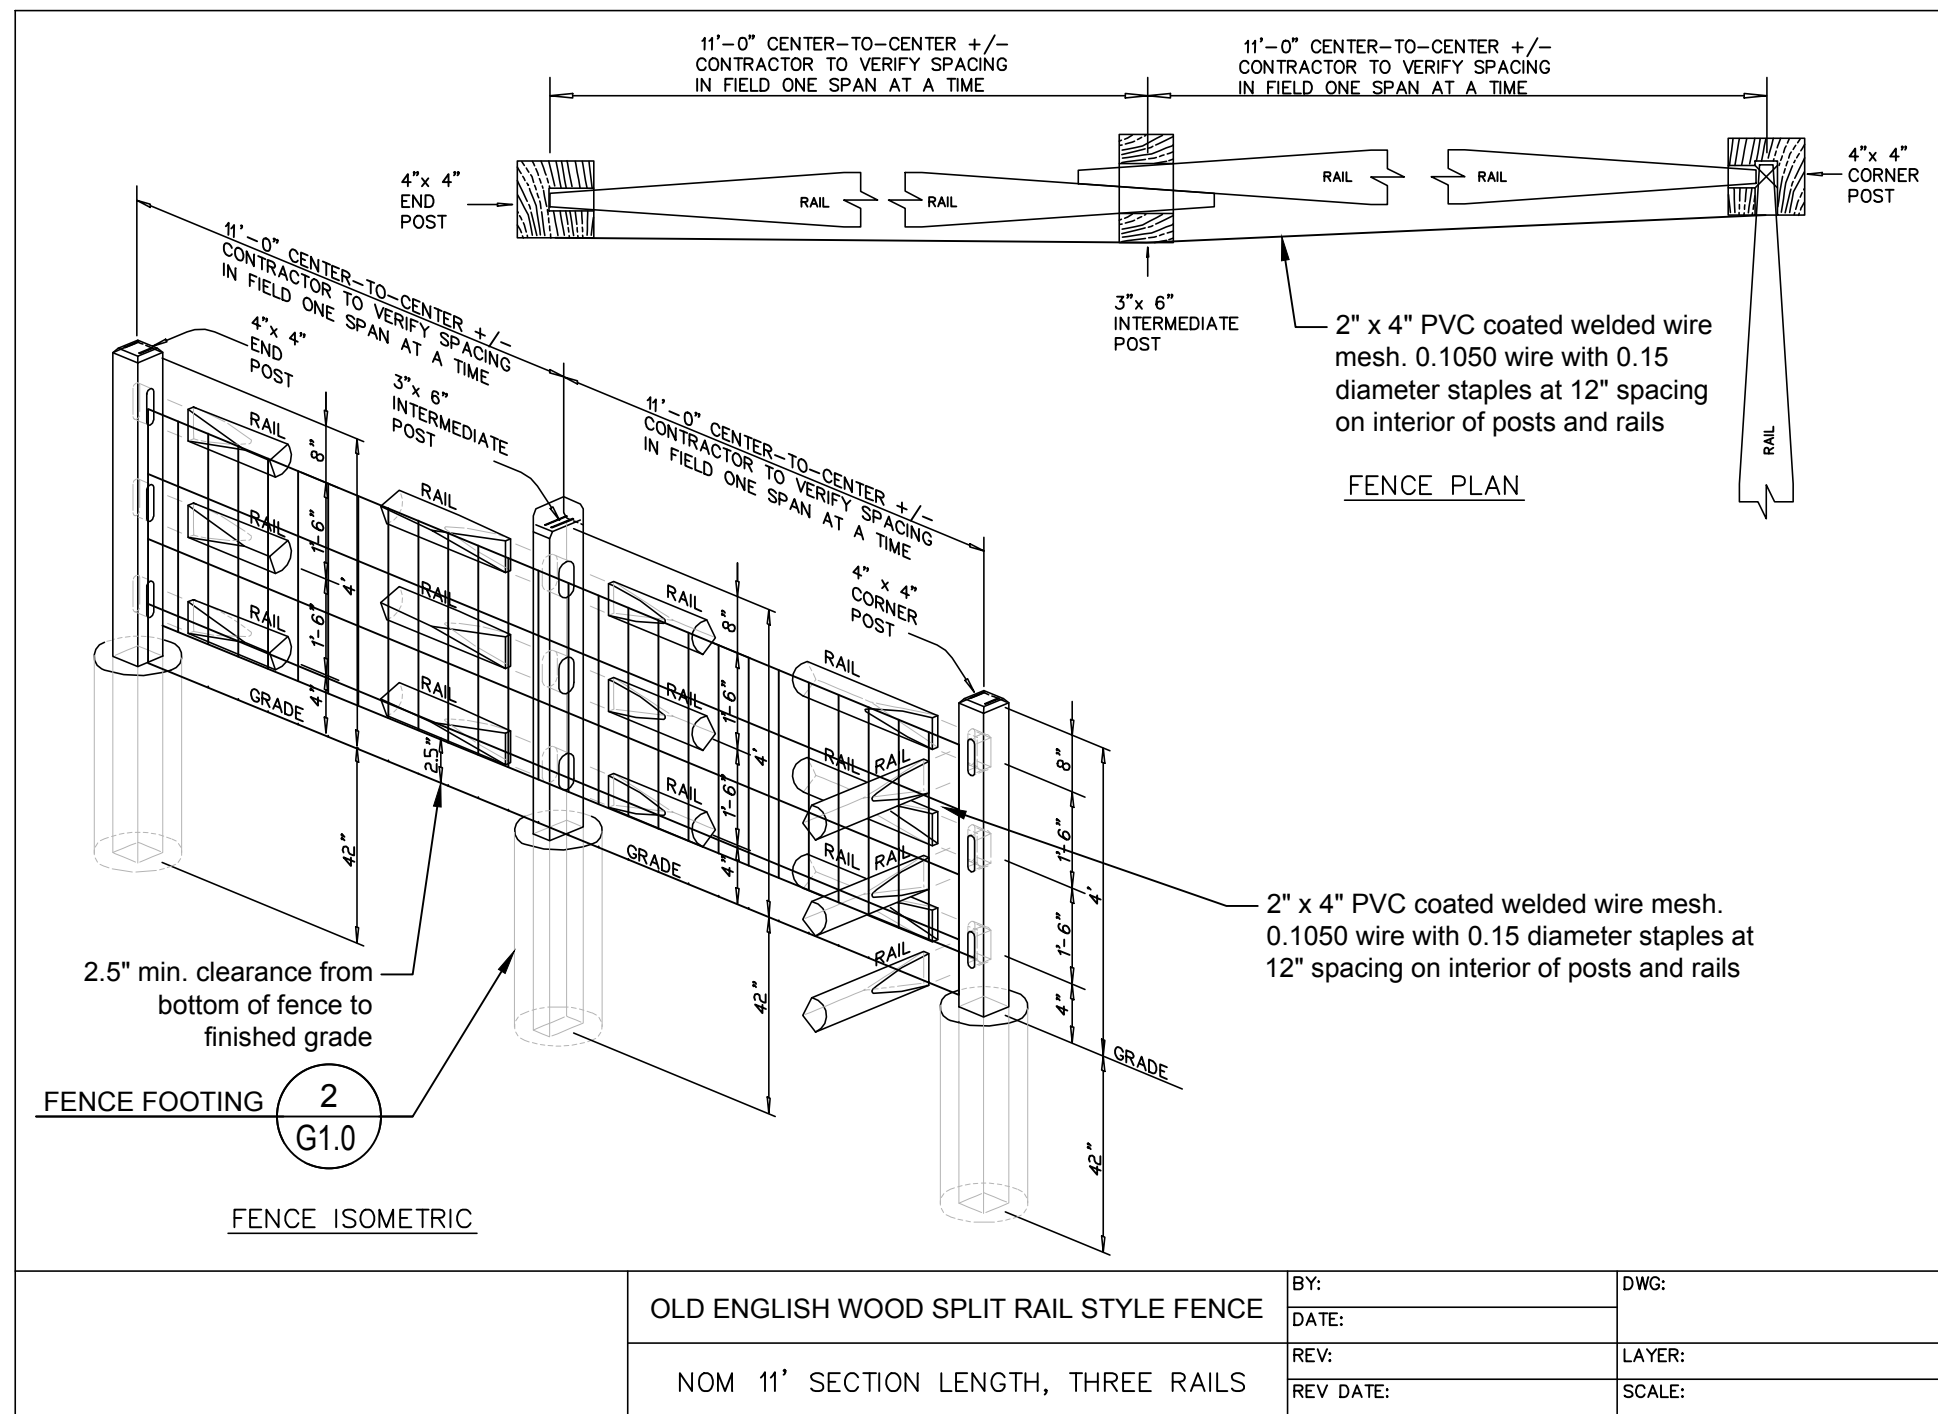 11'-0" CENTER-TO-CENTER +/-
CONTRACTOR TO VERIFY SPACING
IN FIELD ONE SPAN AT A TIME
11'-0" CENTER-TO-CENTER +/-
CONTRACTOR TO VERIFY SPACING
IN FIELD ONE SPAN AT A TIME
4"x 4"
END
POST
RAIL
RAIL
RAIL
RAIL
4"x 4"
CORNER
POST
3"x 6"
INTERMEDIATE
POST
2" x 4" PVC coated welded wire
mesh. 0.1050 wire with 0.15
diameter staples at 12" spacing
on interior of posts and rails
RAIL
FENCE PLAN
11'-0" CENTER-TO-CENTER +/-
CONTRACTOR TO VERIFY SPACING
IN FIELD ONE SPAN AT A TIME
4"x 4"
END
POST
3"x 6"
INTERMEDIATE
POST
11'-0" CENTER-TO-CENTER +/-
CONTRACTOR TO VERIFY SPACING
IN FIELD ONE SPAN AT A TIME
4" x 4"
CORNER
POST
RAIL
RAIL
RAIL
8"
1'-6"
1'-6"
4"
4'
42"
RAIL
RAIL
RAIL
GRADE
2.5"
RAIL
RAIL
RAIL
8"
1'-6"
1'-6"
4"
4'
42"
GRADE
RAIL
RAIL
RAIL
RAIL
RAIL
RAIL
8"
1'-6"
1'-6"
4"
4'
42"
GRADE
2" x 4" PVC coated welded wire mesh.
0.1050 wire with 0.15 diameter staples at
12" spacing on interior of posts and rails
2.5" min. clearance from
bottom of fence to
finished grade
FENCE FOOTING
2
G1.0
FENCE ISOMETRIC
OLD ENGLISH WOOD SPLIT RAIL STYLE FENCE
NOM 11' SECTION LENGTH, THREE RAILS
BY:
DATE:
REV:
REV DATE:
DWG:
LAYER:
SCALE: